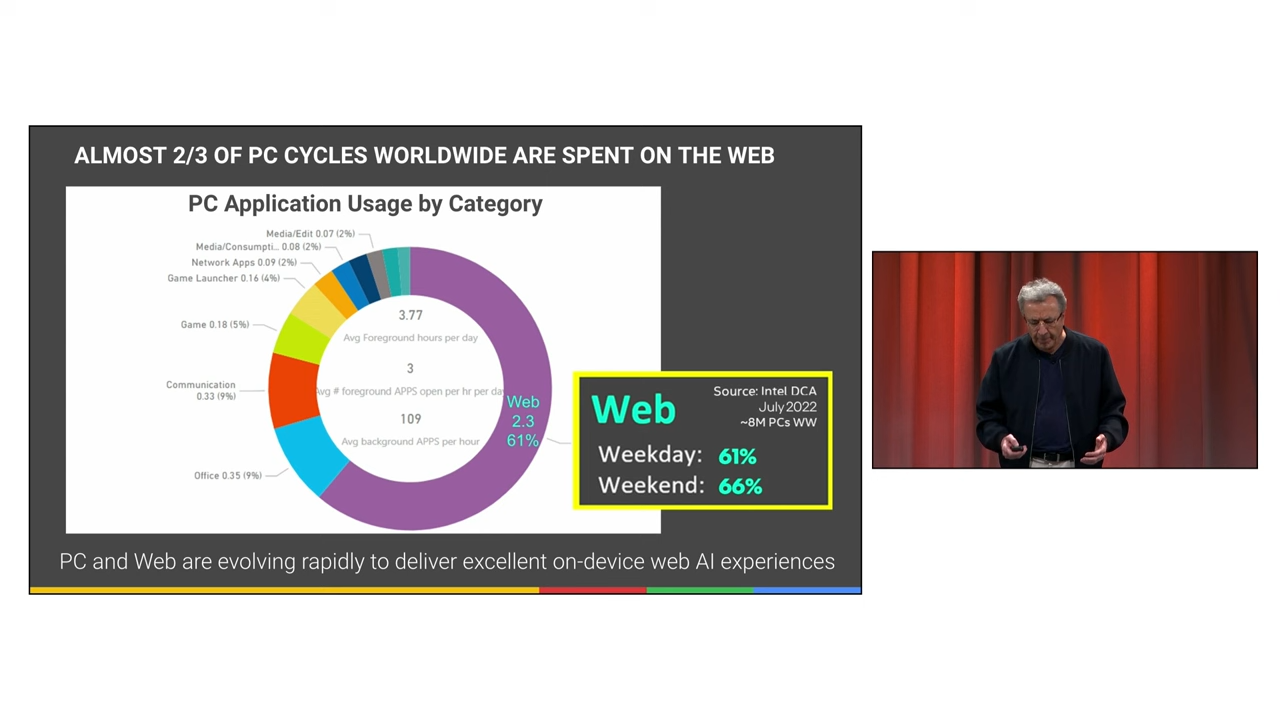 ALMOST 2/3 OF PC CYCLES WORLDWIDE ARE SPENT ON THE WEB
PC Application Usage by Category
Media/Edit 0.07 (2%)
Media/Consumpti... 0.08 (2%)
Network Apps 0.09 (2%)
Game Launcher 0.16 (4%)
Game 0.18 (5%)
Communication
0.33 (9%)
Office 0.35 (9%)
3.77
Avg Foreground hours per day
3
Avg # foreground APPS open per hr per day
109
Avg background APPS per hour
Web
2.3
61%
Web
Source: Intel DCA
July 2022
~8M PCs WW
Weekday: 61%
Weekend: 66%
PC and Web are evolving rapidly to deliver excellent on-device web AI experiences